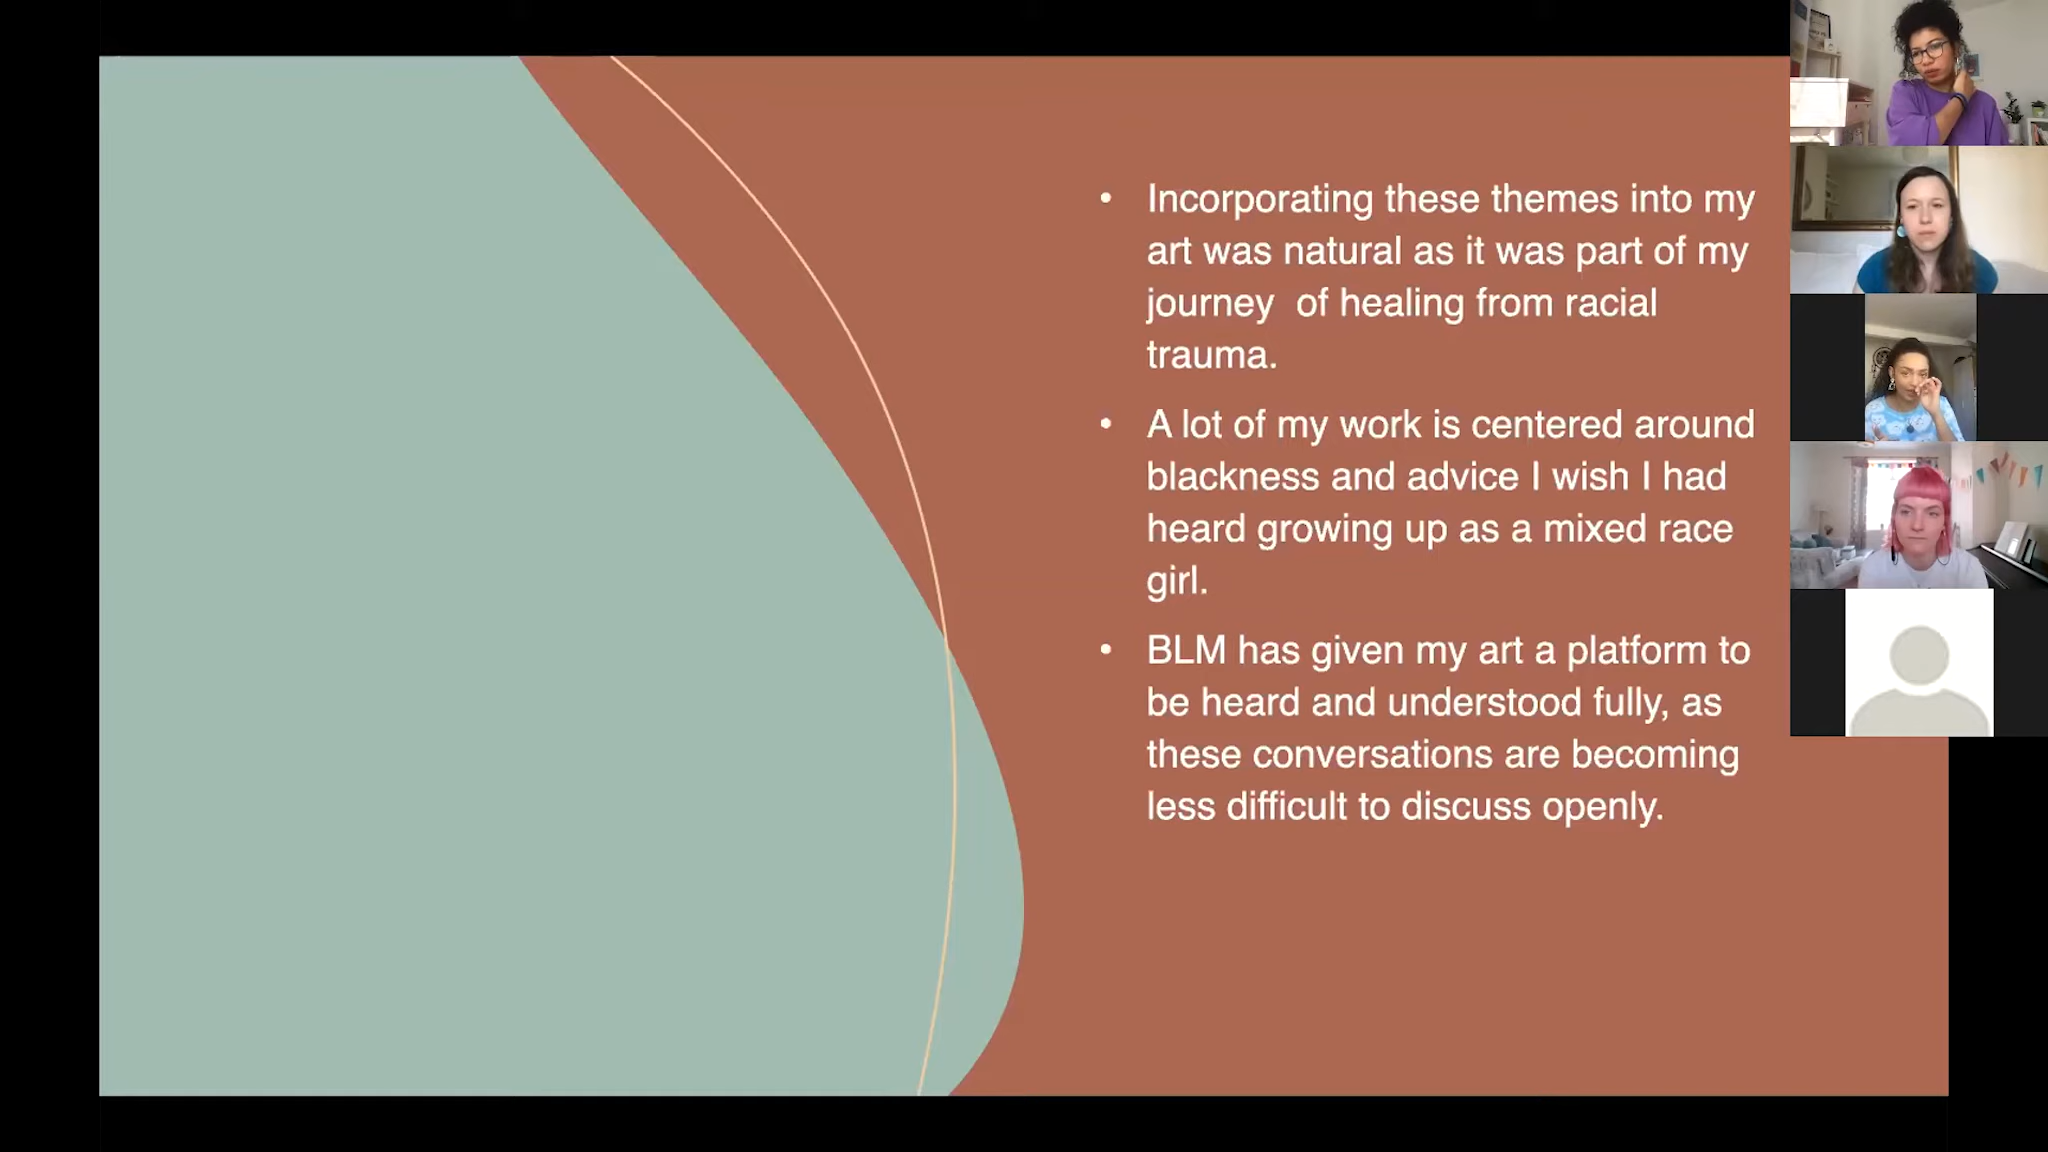 • Incorporating these themes into my
art was natural as it was part of my
journey  of healing from racial
trauma.
• A lot of my work is centered around
blackness and advice I wish I had
heard growing up as a mixed race
girl.
• BLM has given my art a platform to
be heard and understood fully, as
these conversations are becoming
less difficult to discuss openly.